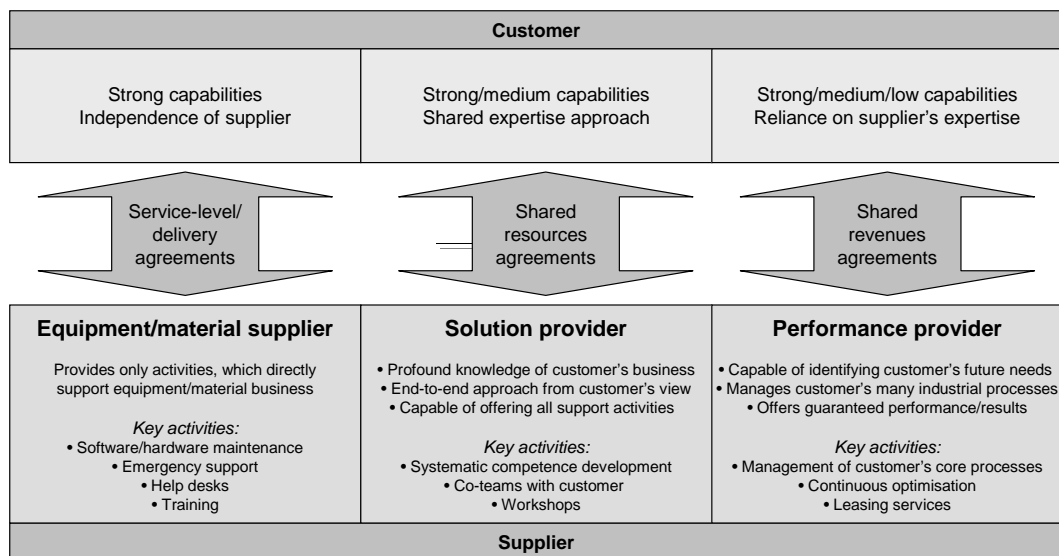 Customer
Strong capabilities
Independence of supplier
Strong/medium capabilities
Shared expertise approach
Strong/medium/low capabilities
Reliance on supplier's expertise
Service-level/
delivery
agreements
Shared
resources
agreements
Shared
revenues
agreements
Equipment/material supplier
Provides only activities, which directly
support equipment/material business
Key activities:
• Software/hardware maintenance
• Emergency support
• Help desks
• Training
Solution provider
• Profound knowledge of customer's business
• End-to-end approach from customer's view
• Capable of offering all support activities
Key activities:
• Systematic competence development
• Co-teams with customer
• Workshops
Performance provider
• Capable of identifying customer's future needs
• Manages customer's many industrial processes
• Offers guaranteed performance/results
Key activities:
• Management of customer's core processes
• Continuous optimisation
• Leasing services
Supplier